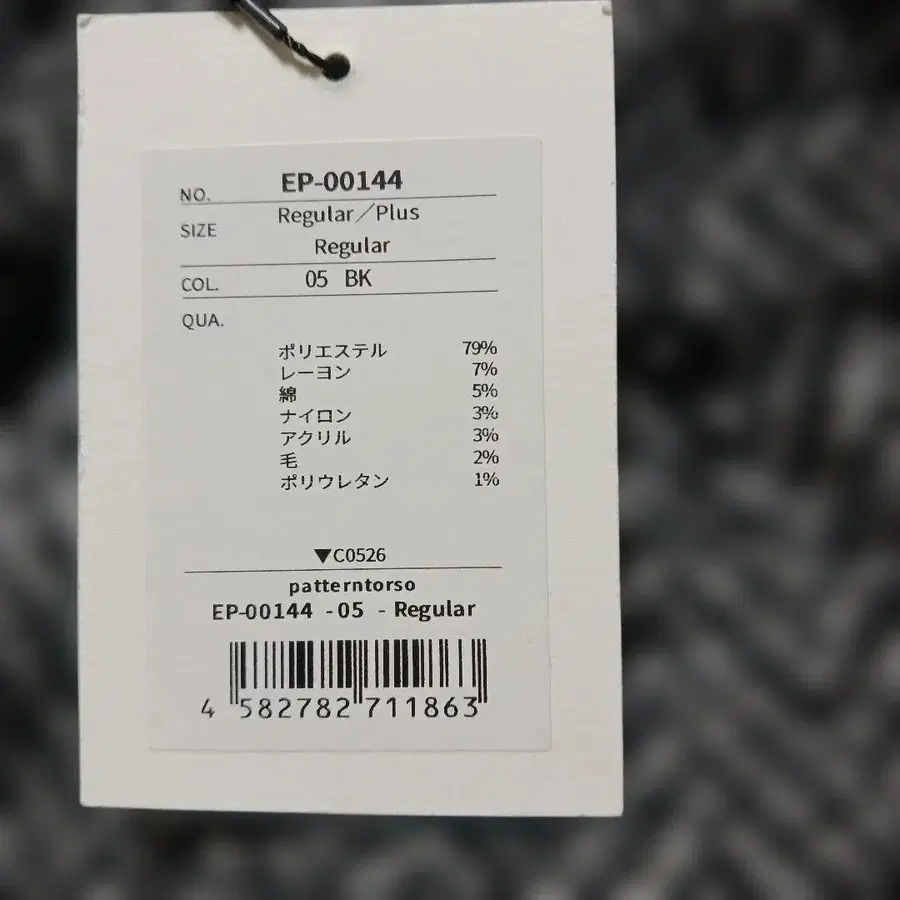 NO. EP-00144
SIZE Regular／Plus
Regular
COL. 05 BK
QUA.
ポリエステル 79%
レーヨン 7%
綿 5%
ナイロン 3%
アクリル 3%
毛 2%
ポリウレタン 1%
▼C0526
patterntorso
EP-00144 -05 - Regular
4 582782 711863